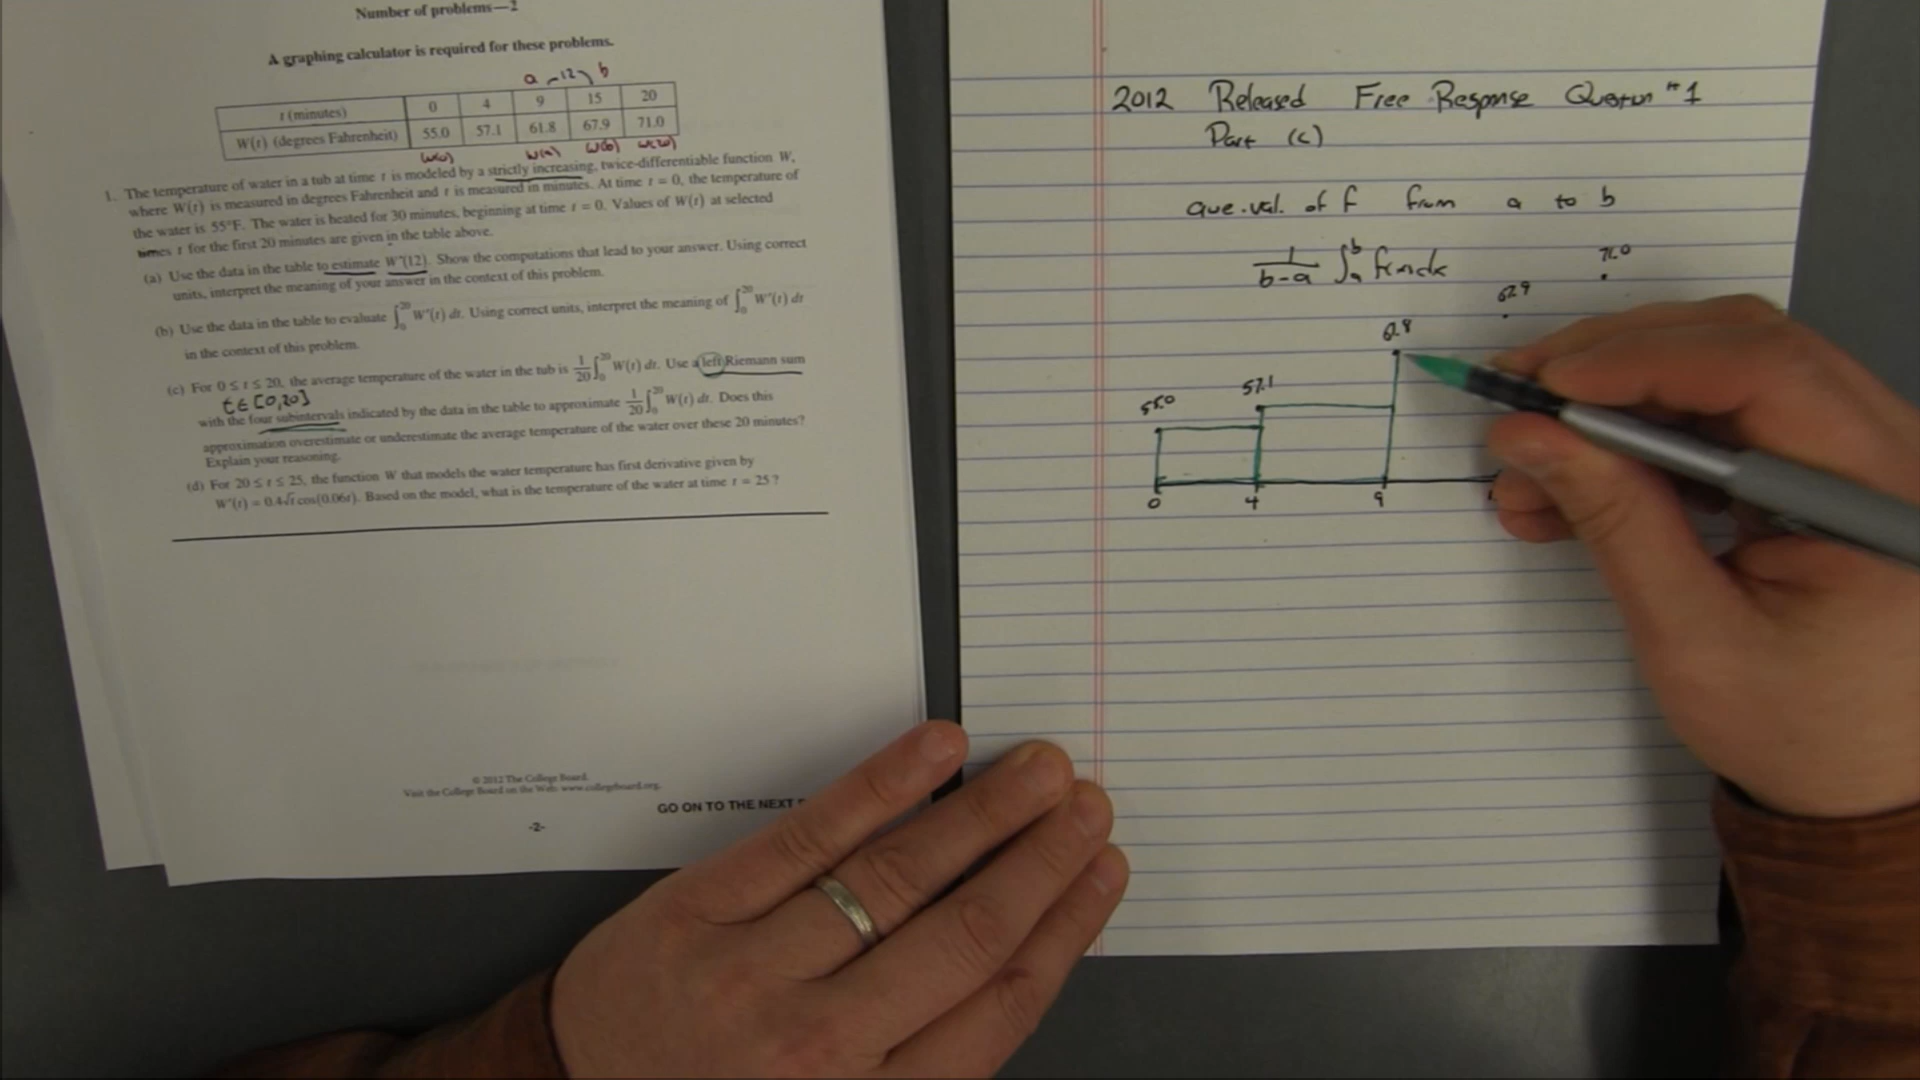 Number of problems—2
A graphing calculator is required for these problems.
a 12 b
t (minutes) 0 4 9 15 20
W(t) (degrees Fahrenheit) 55.0 57.1 61.8 67.9 71.0
W(0) W(a) W(b) W(20)
1. The temperature of water in a tub at time t is modeled by a strictly increasing, twice-differentiable function W,
where W(t) is measured in degrees Fahrenheit and t is measured in minutes. At time t = 0, the temperature of
the water is 55°F. The water is heated for 30 minutes, beginning at time t = 0. Values of W(t) at selected
times t for the first 20 minutes are given in the table above.
(a) Use the data in the table to estimate W′(12). Show the computations that lead to your answer. Using correct
units, interpret the meaning of your answer in the context of this problem.
(b) Use the data in the table to evaluate ∫₀²⁰ W′(t) dt. Using correct units, interpret the meaning of ∫₀²⁰ W′(t) dt
in the context of this problem.
(c) For 0 ≤ t ≤ 20, the average temperature of the water in the tub is 1/20 ∫₀²⁰ W(t) dt. Use a left Riemann sum
t ∈ [0,20]
with the four subintervals indicated by the data in the table to approximate 1/20 ∫₀²⁰ W(t) dt. Does this
approximation overestimate or underestimate the average temperature of the water over these 20 minutes?
Explain your reasoning.
(d) For 20 ≤ t ≤ 25, the function W that models the water temperature has first derivative given by
W′(t) = 0.4√t cos(0.06t). Based on the model, what is the temperature of the water at time t = 25?
© 2012 The College Board.
Visit the College Board on the Web: www.collegeboard.org.
GO ON TO THE NEXT
-2-
2012 Released Free Response Question #1
Part (c)
ave. val. of f from a to b
1/b-a ∫ₐᵇ f(x)dx
71.0
55.0 57.1
0 4 9